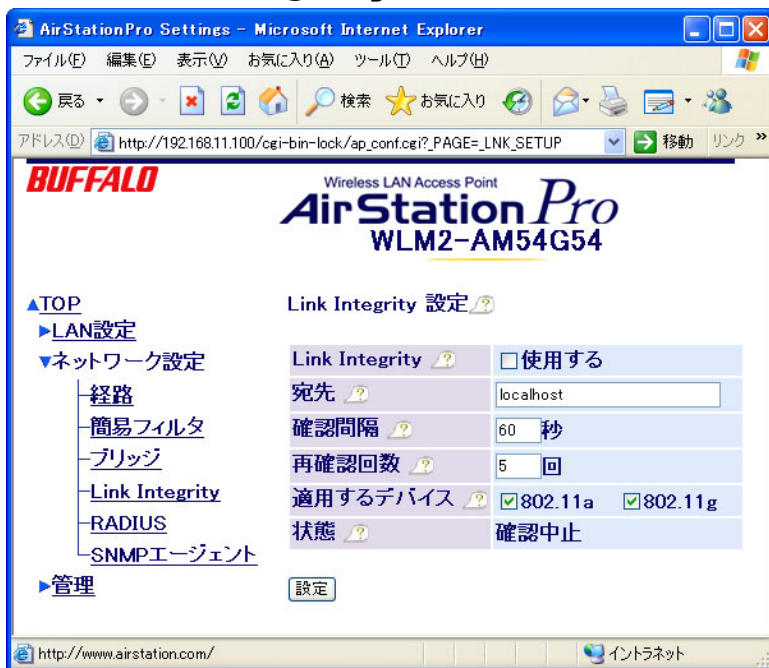 AirStationPro Settings - Microsoft Internet Explorer
ファイル(F) 編集(E) 表示(V) お気に入り(A) ツール(T) ヘルプ(H)
戻る 検索 お気に入り
アドレス(D) http://192.168.11.100/cgi-bin-lock/ap_conf.cgi?_PAGE=_LNK_SETUP 移動 リンク »
BUFFALO
Wireless LAN Access Point
AirStation Pro
WLM2-AM54G54
▲TOP
▶LAN設定
▼ネットワーク設定
経路
簡易フィルタ
ブリッジ
Link Integrity
RADIUS
SNMPエージェント
▶管理
Link Integrity 設定 ?
Link Integrity ? 使用する
宛先 ? localhost
確認間隔 ? 60 秒
再確認回数 ? 5 回
適用するデバイス ? 802.11a 802.11g
状態 ? 確認中止
設定
http://www.airstation.com/ イントラネット